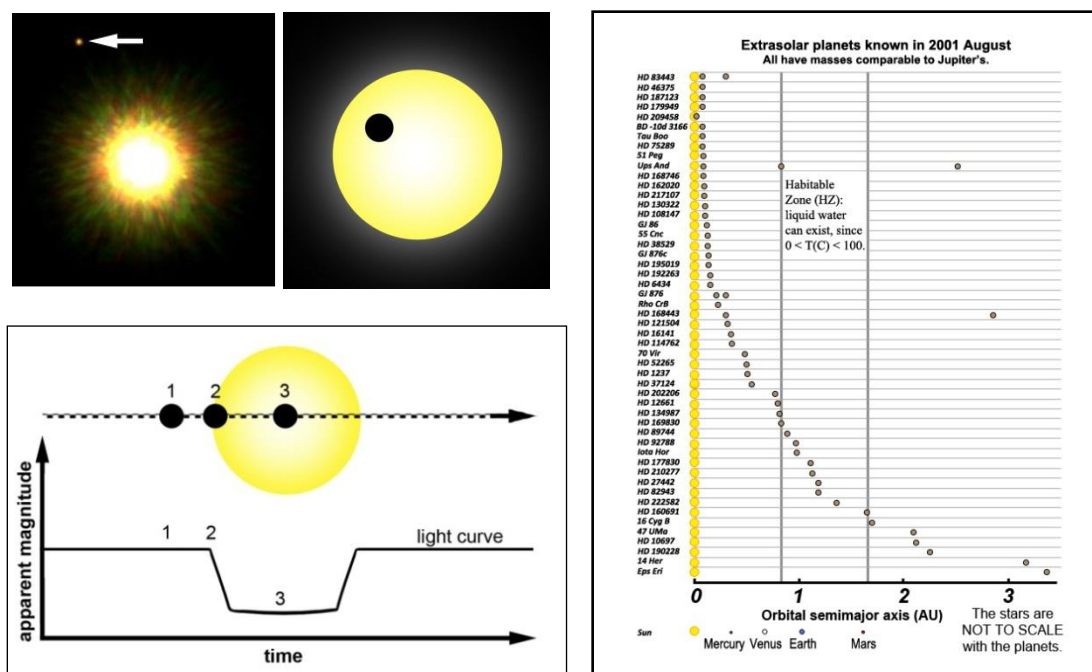 1
2
3
apparent magnitude
1
2
light curve
3
time
Extrasolar planets known in 2001 August
All have masses comparable to Jupiter's.
HD 83443
HD 46375
HD 187123
HD 179949
HD 209458
BD -10d 3166
Tau Boo
HD 75289
51 Peg
Ups And
HD 168746
HD 162020
HD 217107
HD 130322
HD 108147
GJ 86
55 Cnc
HD 38529
GJ 876c
HD 195019
HD 192263
HD 6434
GJ 876
Rho CrB
HD 168443
HD 121504
HD 16141
HD 114762
70 Vir
HD 52265
HD 1237
HD 37124
HD 202206
HD 12661
HD 134987
HD 169830
HD 89744
HD 92788
Iota Hor
HD 177830
HD 210277
HD 27442
HD 82943
HD 222582
HD 160691
16 Cyg B
47 UMa
HD 10697
HD 190228
14 Her
Eps Eri
Habitable
Zone (HZ):
liquid water
can exist, since
0 < T(C) < 100.
0 1 2 3
Orbital semimajor axis (AU)
The stars are
NOT TO SCALE
with the planets.
Sun
Mercury Venus Earth Mars